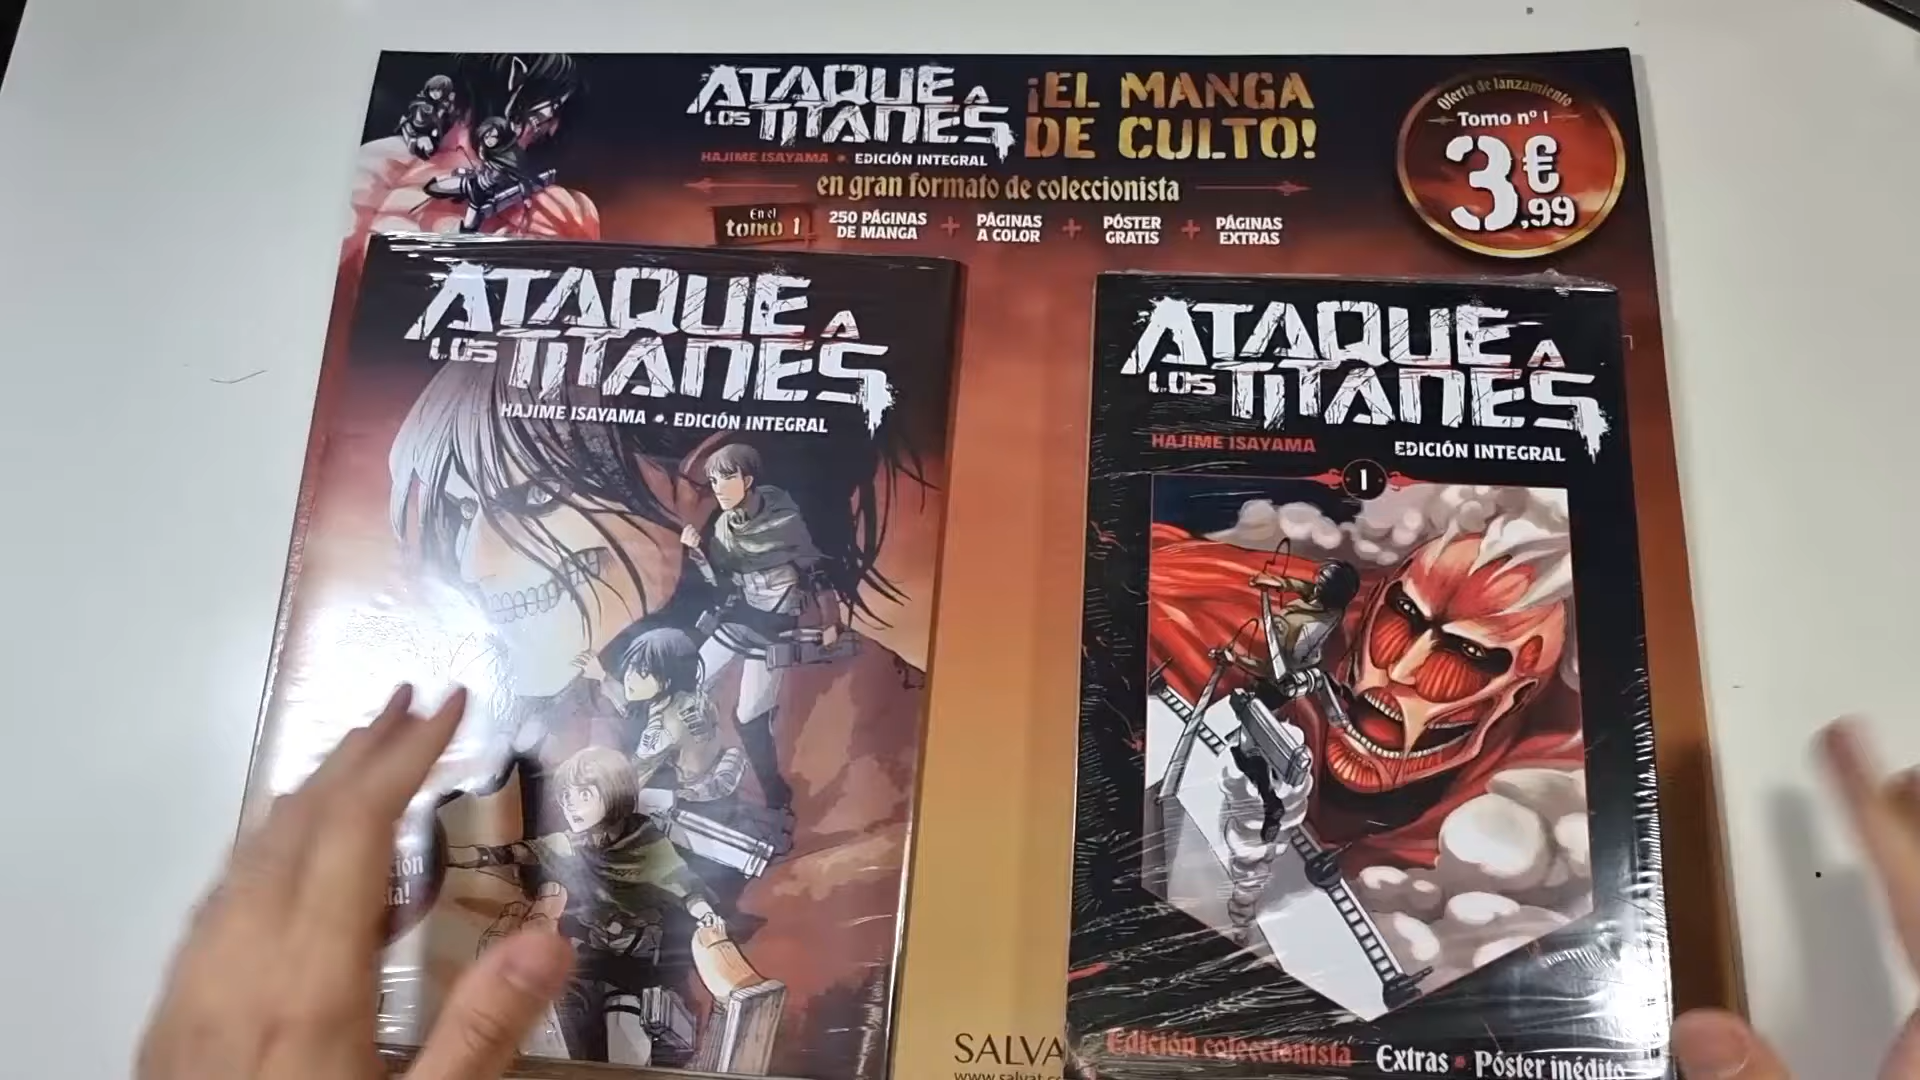 ATAQUE A
LOS TITANES
HAJIME ISAYAMA • EDICIÓN INTEGRAL
¡EL MANGA
DE CULTO!
en gran formato de coleccionista
En el
tomo 1
250 PÁGINAS
DE MANGA
+
PÁGINAS
A COLOR
+
PÓSTER
GRATIS
+
PÁGINAS
EXTRAS
Oferta de lanzamiento
Tomo nº 1
3€
,99
ATAQUE A
LOS TITANES
HAJIME ISAYAMA • EDICIÓN INTEGRAL
ATAQUE A
LOS TITANES
HAJIME ISAYAMA EDICIÓN INTEGRAL
1
Edición coleccionista Extras • Póster inédito
SALVA